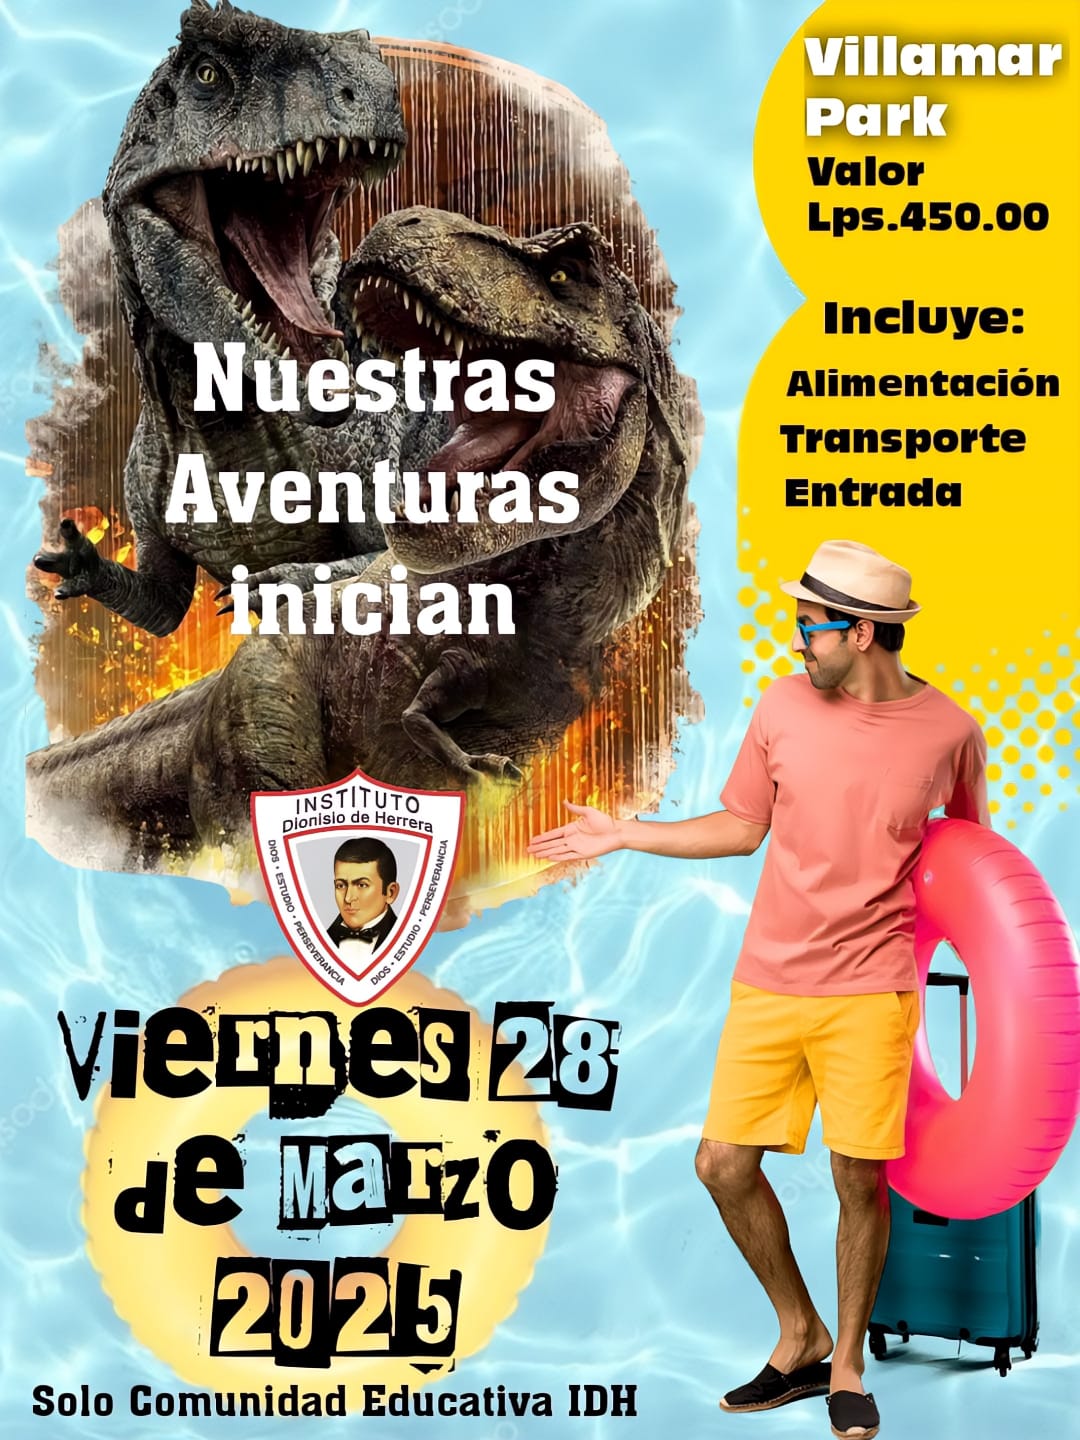 Villamar
Park
Valor
Lps.450.00
Incluye:
Alimentación
Transporte
Entrada
Nuestras
Aventuras
inician
INSTITUTO
Dionisio de Herrera
DIOS • ESTUDIO • PERSEVERANCIA
DIOS • ESTUDIO • PERSEVERANCIA
Viernes 28
de Marzo
2025
Solo Comunidad Educativa IDH